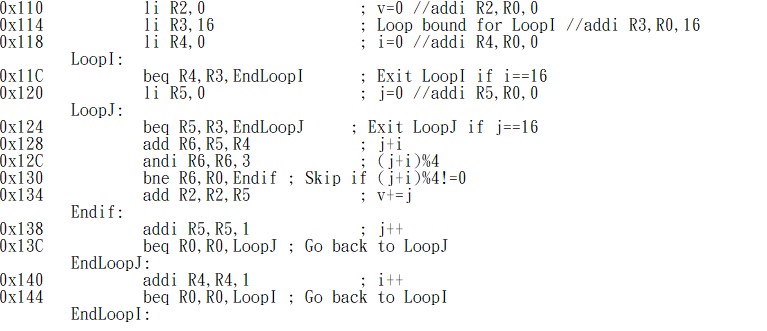 0x110 li R2,0 ; v=0 //addi R2,R0,0
0x114 li R3,16 ; Loop bound for LoopI //addi R3,R0,16
0x118 li R4,0 ; i=0 //addi R4,R0,0
LoopI:
0x11C beq R4,R3,EndLoopI ; Exit LoopI if i==16
0x120 li R5,0 ; j=0 //addi R5,R0,0
LoopJ:
0x124 beq R5,R3,EndLoopJ ; Exit LoopJ if j==16
0x128 add R6,R5,R4 ; j+i
0x12C andi R6,R6,3 ; (j+i)%4
0x130 bne R6,R0,Endif ; Skip if (j+i)%4!=0
0x134 add R2,R2,R5 ; v+=j
Endif:
0x138 addi R5,R5,1 ; j++
0x13C beq R0,R0,LoopJ ; Go back to LoopJ
EndLoopJ:
0x140 addi R4,R4,1 ; i++
0x144 beq R0,R0,LoopI ; Go back to LoopI
EndLoopI: